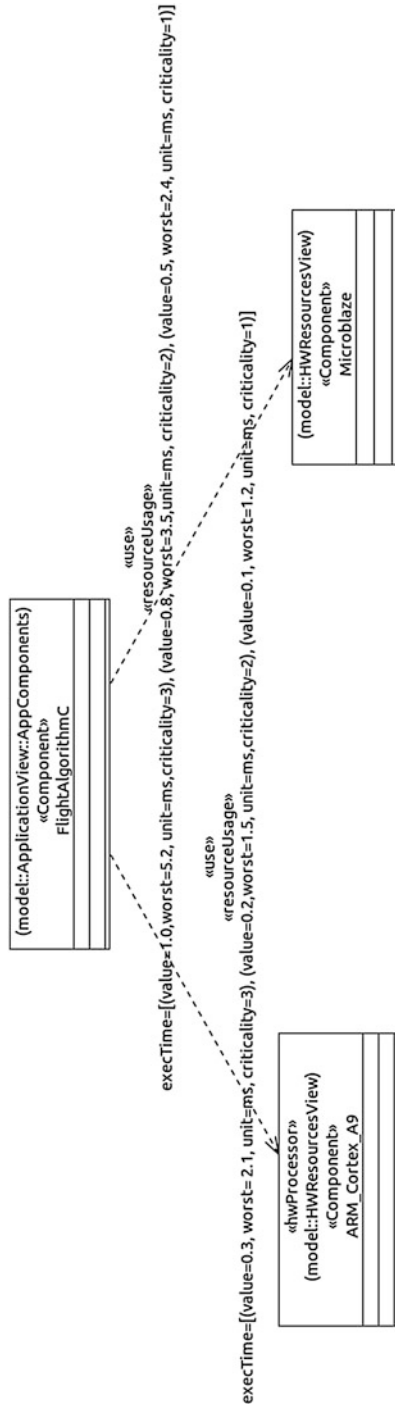 (model::ApplicationView::AppComponents)
«Component»
FlightAlgorithmC
«use»
«resourceUsage»
execTime=[(value=1.0,worst=5.2, unit=ms,criticality=3), (value=0.8, worst=3.5,unit=ms, criticality=2), (value=0.5, worst=2.4, unit=ms, criticality=1)]
«use»
«resourceUsage»
execTime=[(value=0.3, worst= 2.1, unit=ms, criticality=3), (value=0.2,worst=1.5, unit=ms,criticality=2), (value=0.1, worst=1.2, unit=ms, criticality=1)]
«hwProcessor»
(model::HWResourcesView)
«Component»
ARM_Cortex_A9
(model::HWResourcesView)
«Component»
Microblaze